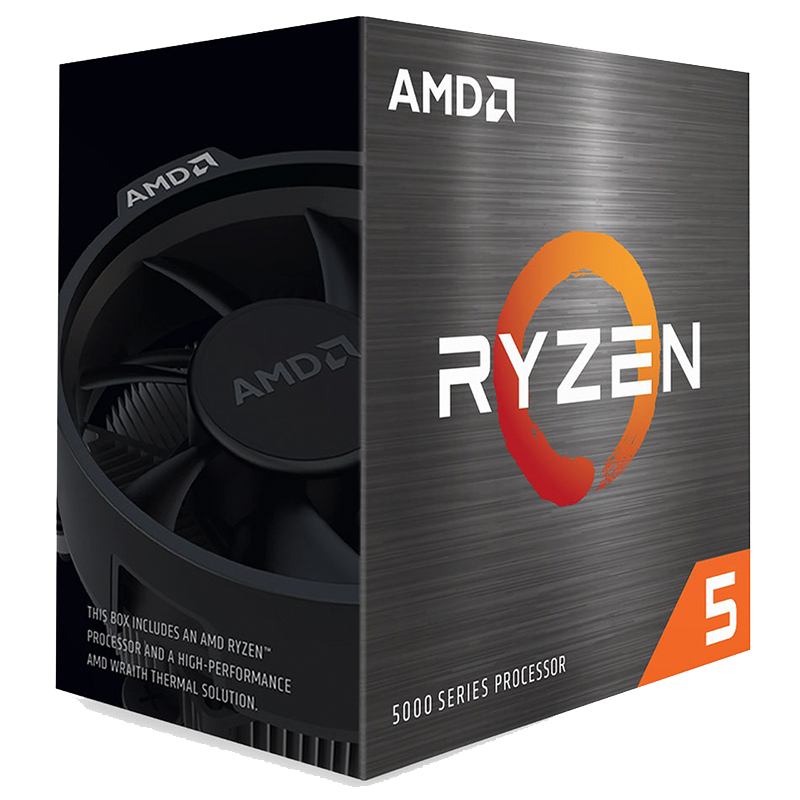 AMD
AMD
THIS BOX INCLUDES AN AMD RYZEN™
PROCESSOR AND A HIGH-PERFORMANCE
AMD WRAITH THERMAL SOLUTION.
AMD
RYZEN
5
5000 SERIES PROCESSOR